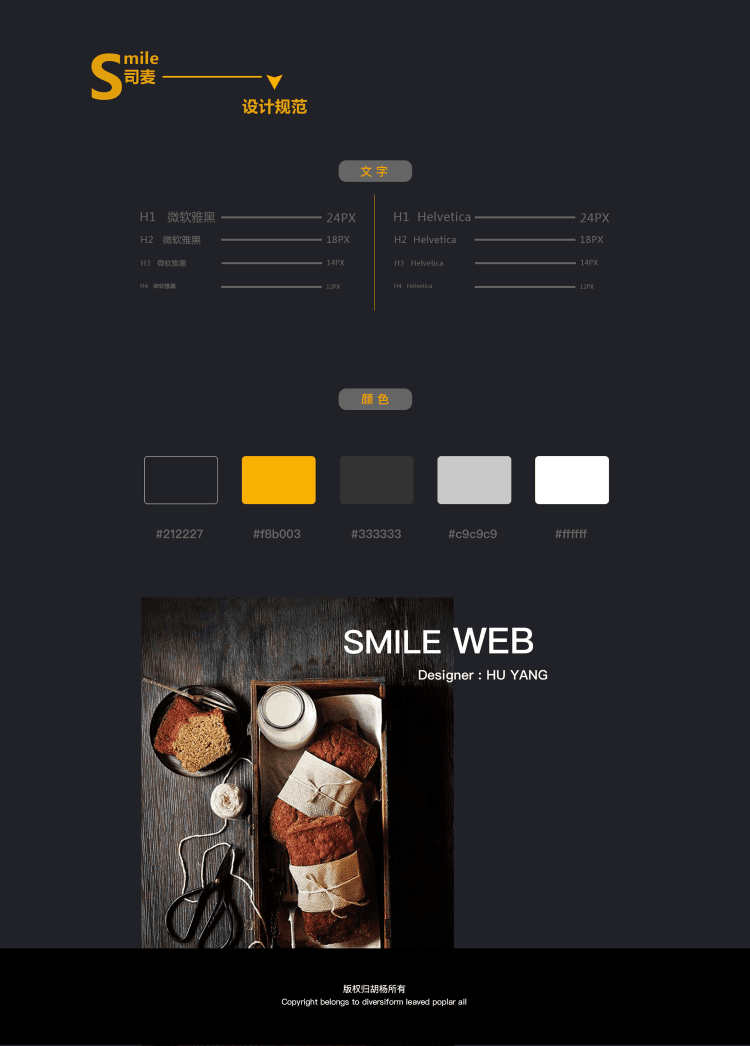 Smile
司麦
设计规范
文字
H1 微软雅黑 24PX
H2 微软雅黑 18PX
H3 微软雅黑 14PX
H4 微软雅黑 12PX
H1 Helvetica 24PX
H2 Helvetica 18PX
H3 Helvetica 14PX
H4 Helvetica 12PX
颜色
#212227 #f8b003 #333333 #c9c9c9 #ffffff
SMILE WEB
Designer : HU YANG
版权归胡杨所有
Copyright belongs to diversiform leaved poplar all